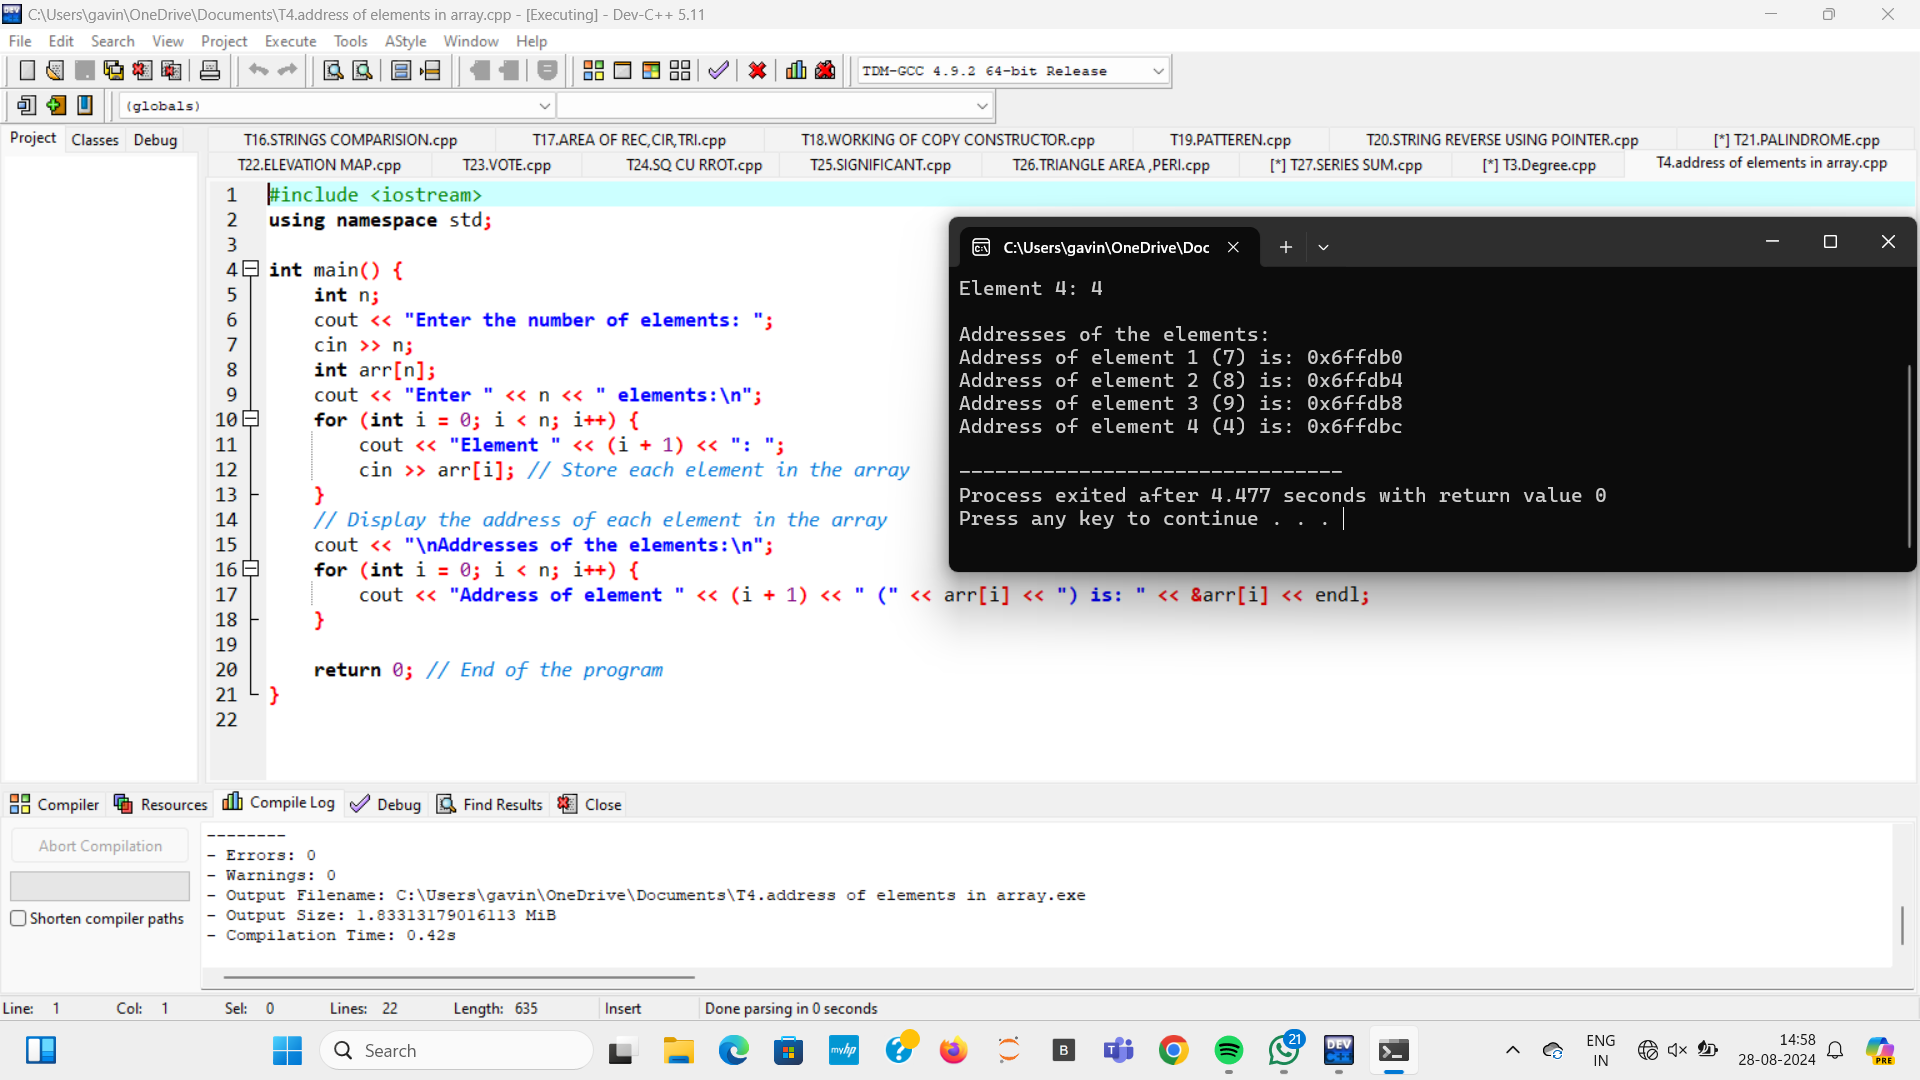 C:\Users\gavin\OneDrive\Documents\T4.address of elements in array.cpp - [Executing] - Dev-C++ 5.11
File Edit Search View Project Execute Tools AStyle Window Help
TDM-GCC 4.9.2 64-bit Release
(globals)
Project Classes Debug
T16.STRINGS COMPARISION.cpp T17.AREA OF REC,CIR,TRI.cpp T18.WORKING OF COPY CONSTRUCTOR.cpp T19.PATTEREN.cpp T20.STRING REVERSE USING POINTER.cpp [*] T21.PALINDROME.cpp
T22.ELEVATION MAP.cpp T23.VOTE.cpp T24.SQ CU RROT.cpp T25.SIGNIFICANT.cpp T26.TRIANGLE AREA ,PERI.cpp [*] T27.SERIES SUM.cpp [*] T3.Degree.cpp T4.address of elements in array.cpp
1 #include <iostream>
2 using namespace std;
3
4 int main() {
5 int n;
6 cout << "Enter the number of elements: ";
7 cin >> n;
8 int arr[n];
9 cout << "Enter " << n << " elements:\n";
10 for (int i = 0; i < n; i++) {
11 cout << "Element " << (i + 1) << ": ";
12 cin >> arr[i]; // Store each element in the array
13 }
14 // Display the address of each element in the array
15 cout << "\nAddresses of the elements:\n";
16 for (int i = 0; i < n; i++) {
17 cout << "Address of element " << (i + 1) << " (" << arr[i] << ") is: " << &arr[i] << endl;
18 }
19
20 return 0; // End of the program
21 }
22
C:\Users\gavin\OneDrive\Doc
Element 4: 4
Addresses of the elements:
Address of element 1 (7) is: 0x6ffdb0
Address of element 2 (8) is: 0x6ffdb4
Address of element 3 (9) is: 0x6ffdb8
Address of element 4 (4) is: 0x6ffdbc
--------------------------------
Process exited after 4.477 seconds with return value 0
Press any key to continue . . .
Compiler Resources Compile Log Debug Find Results Close
Abort Compilation
Shorten compiler paths
--------
- Errors: 0
- Warnings: 0
- Output Filename: C:\Users\gavin\OneDrive\Documents\T4.address of elements in array.exe
- Output Size: 1.83313179016113 MiB
- Compilation Time: 0.42s
Line: 1 Col: 1 Sel: 0 Lines: 22 Length: 635 Insert Done parsing in 0 seconds
Search
myhp
B
21
DEV C++
ENG
IN
14:58
28-08-2024
PRE